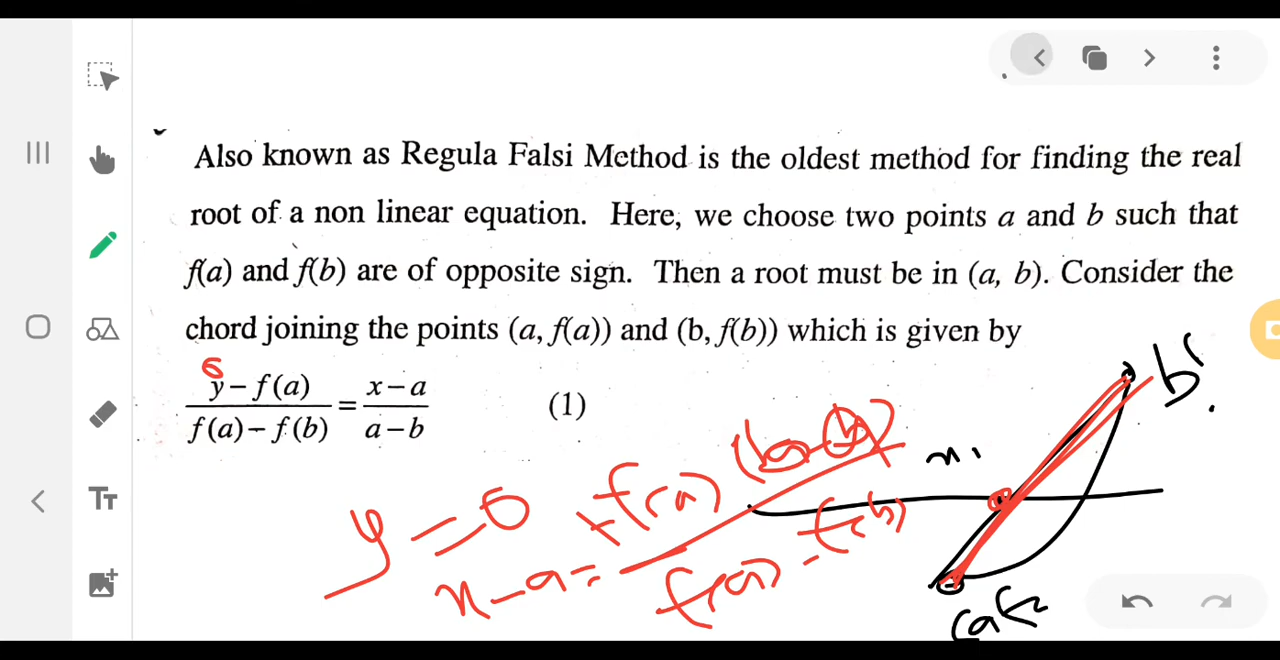 Also known as Regula Falsi Method is the oldest method for finding the real
root of a non linear equation. Here, we choose two points a and b such that
f(a) and f(b) are of opposite sign. Then a root must be in (a, b). Consider the
chord joining the points (a, f(a)) and (b, f(b)) which is given by
y − f(a) / f(a) − f(b) = x − a / a − b (1)
y = 0
x − a = + f(a) / f(a) − f(b)
b
Tт